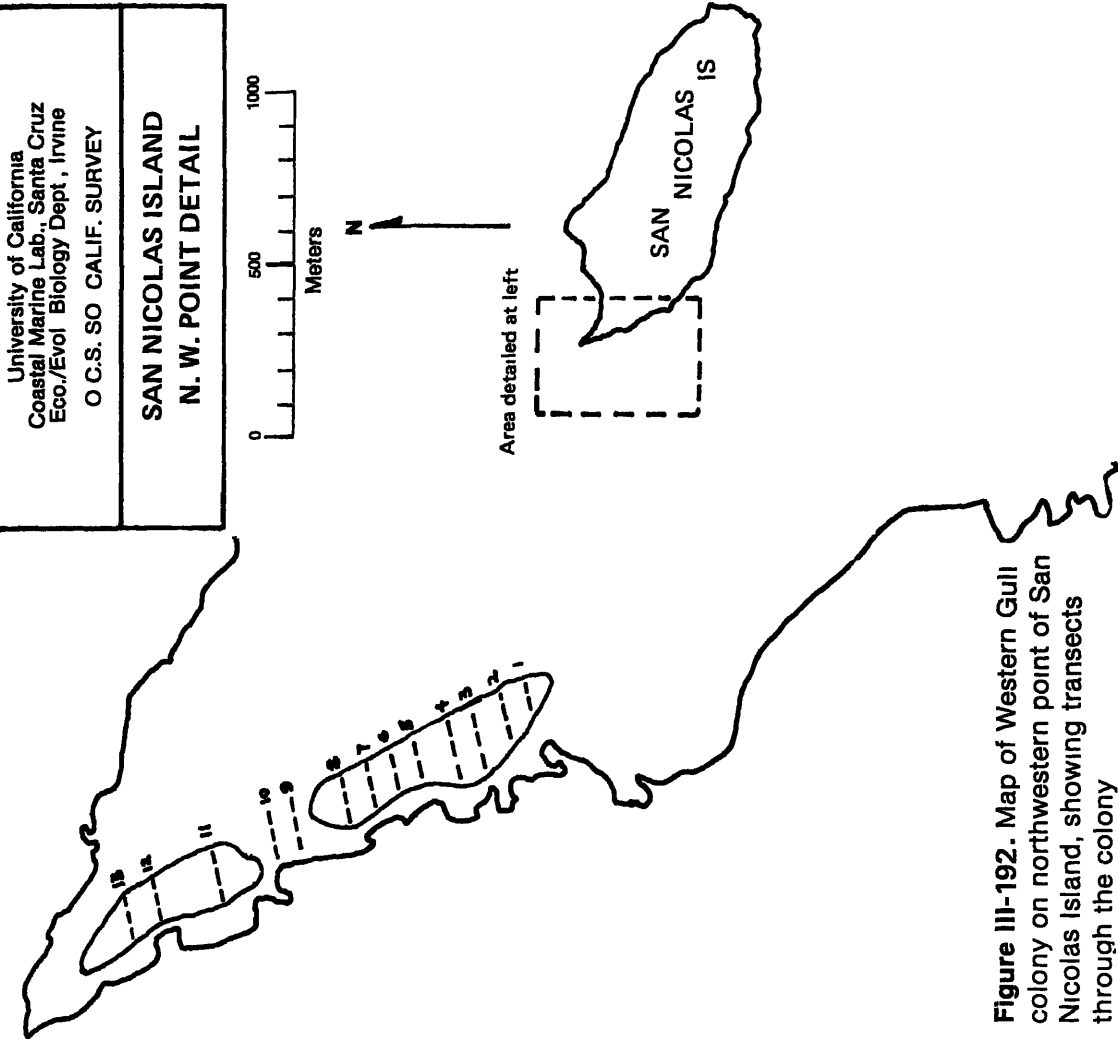 University of California
Coastal Marine Lab., Santa Cruz
Eco./Evol Biology Dept, Irvine
O C.S. SO CALIF. SURVEY
SAN NICOLAS ISLAND
N. W. POINT DETAIL
0 500 1000
Meters
N
Area detailed at left
SAN NICOLAS IS
13
12
11
10
9
8
7
6
5
4
3
2
1
Figure III-192. Map of Western Gull
colony on northwestern point of San
Nicolas Island, showing transects
through the colony